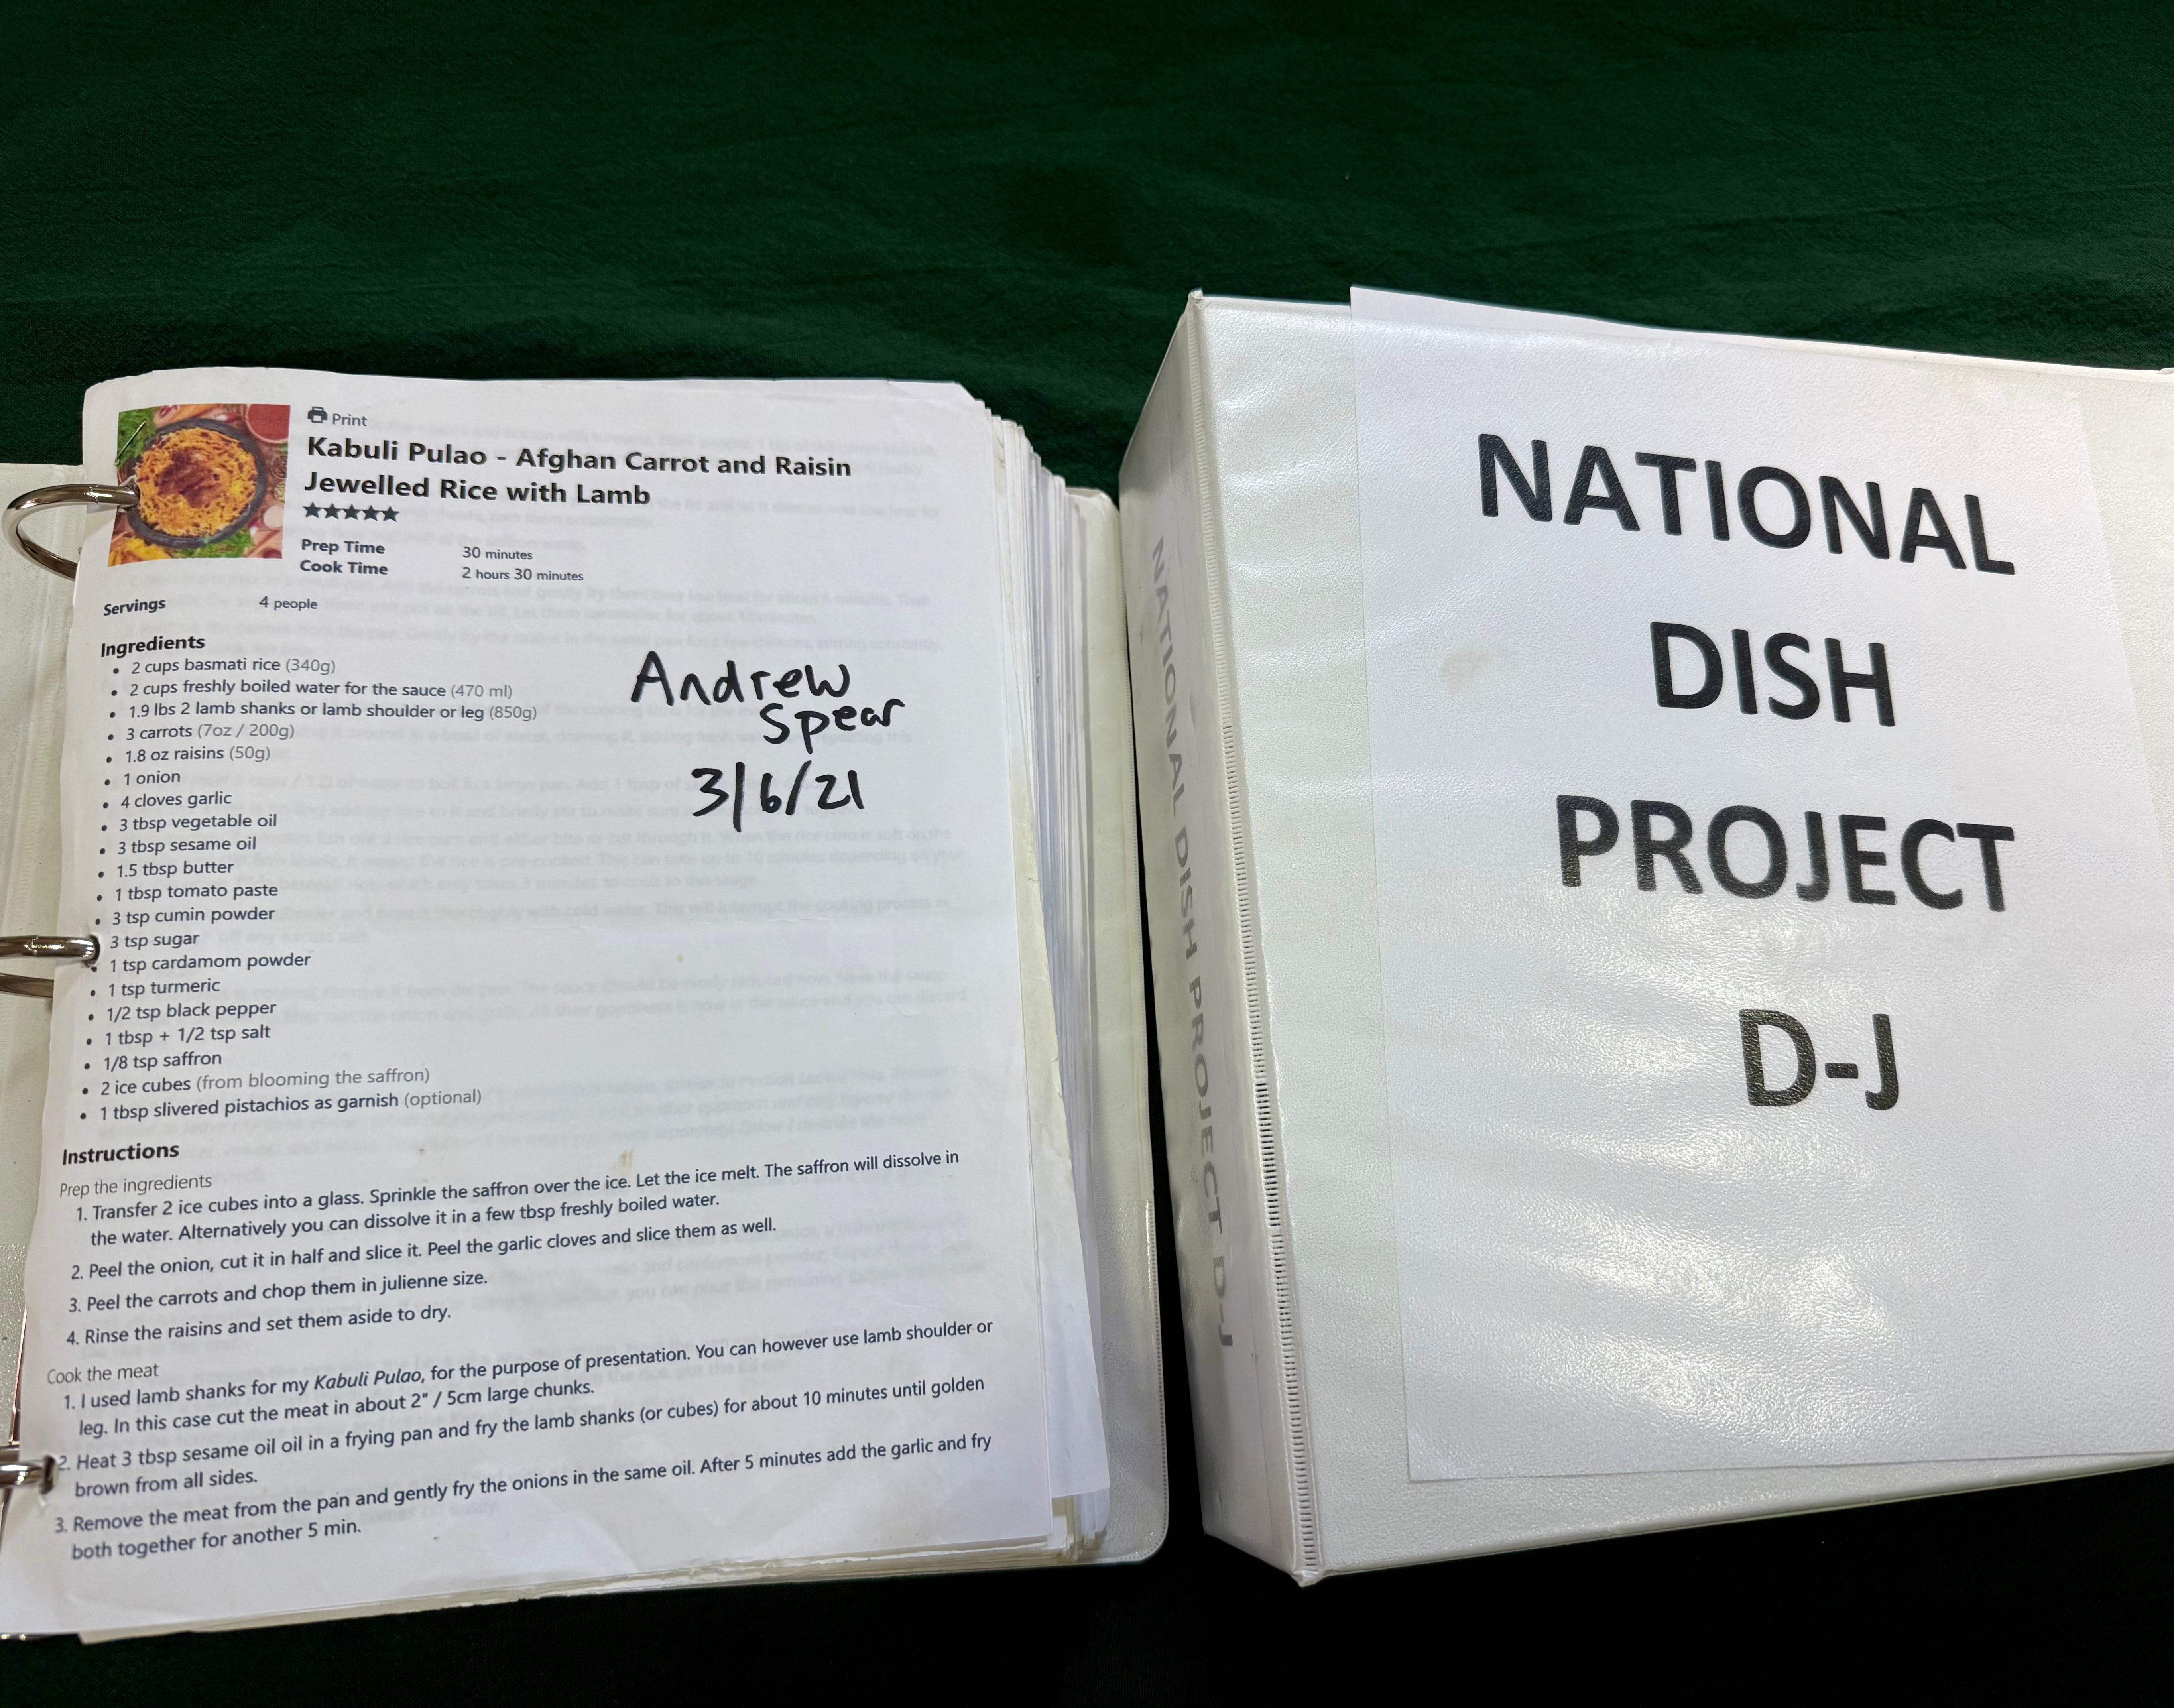 Print
Kabuli Pulao - Afghan Carrot and Raisin
Jewelled Rice with Lamb
★★★★★
Prep Time 30 minutes
Cook Time 2 hours 30 minutes
Servings 4 people
Ingredients
• 2 cups basmati rice (340g)
• 2 cups freshly boiled water for the sauce (470 ml)
• 1.9 lbs 2 lamb shanks or lamb shoulder or leg (850g)
• 3 carrots (7oz / 200g)
• 1.8 oz raisins (50g)
• 1 onion
• 4 cloves garlic
• 3 tbsp vegetable oil
• 3 tbsp sesame oil
• 1.5 tbsp butter
• 1 tbsp tomato paste
• 3 tsp cumin powder
3 tsp sugar
• 1 tsp cardamom powder
• 1 tsp turmeric
• 1/2 tsp black pepper
• 1 tbsp + 1/2 tsp salt
• 1/8 tsp saffron
• 2 ice cubes (from blooming the saffron)
• 1 tbsp slivered pistachios as garnish (optional)
Andrew
Spear
3/6/21
Instructions
Prep the ingredients
1. Transfer 2 ice cubes into a glass. Sprinkle the saffron over the ice. Let the ice melt. The saffron will dissolve in
the water. Alternatively you can dissolve it in a few tbsp freshly boiled water.
2. Peel the onion, cut it in half and slice it. Peel the garlic cloves and slice them as well.
3. Peel the carrots and chop them in julienne size.
4. Rinse the raisins and set them aside to dry.
Cook the meat
1. I used lamb shanks for my Kabuli Pulao, for the purpose of presentation. You can however use lamb shoulder or
leg. In this case cut the meat in about 2" / 5cm large chunks.
2. Heat 3 tbsp sesame oil oil in a frying pan and fry the lamb shanks (or cubes) for about 10 minutes until golden
brown from all sides.
3. Remove the meat from the pan and gently fry the onions in the same oil. After 5 minutes add the garlic and fry
both together for another 5 min.
NATIONAL DISH PROJECT D-J
NATIONAL
DISH
PROJECT
D-J